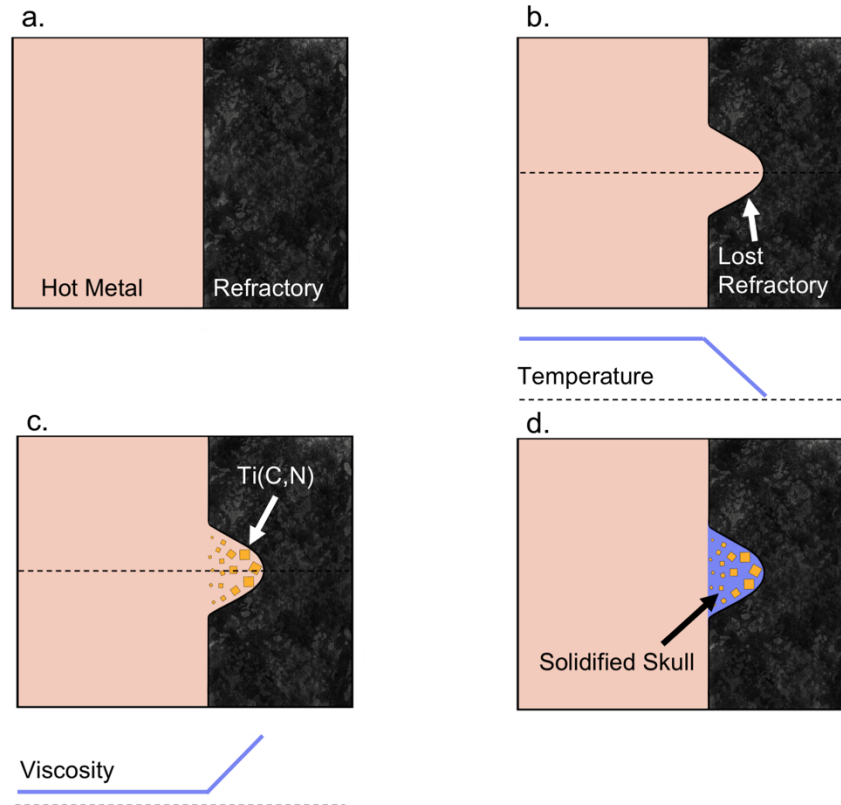 a.
Hot Metal
Refractory
b.
Lost
Refractory
Temperature
c.
Ti(C,N)
Viscosity
d.
Solidified Skull